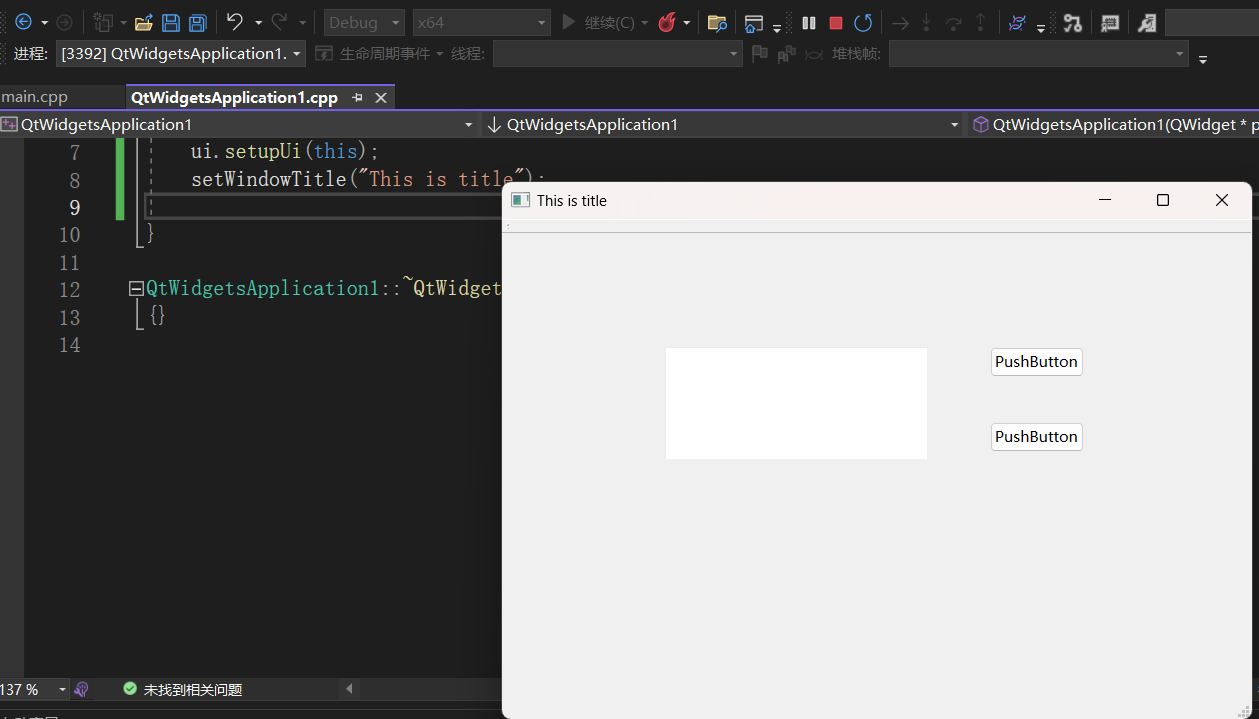 Debug x64 继续(C)
进程: [3392] QtWidgetsApplication1. 生命周期事件 线程: 堆栈帧:
main.cpp QtWidgetsApplication1.cpp
QtWidgetsApplication1 QtWidgetsApplication1 QtWidgetsApplication1(QWidget * p
7 ui.setupUi(this);
8 setWindowTitle("This is title");
9
10 }
11
12 QtWidgetsApplication1::~QtWidget
13 {}
14
This is title
PushButton
PushButton
137 % 未找到相关问题